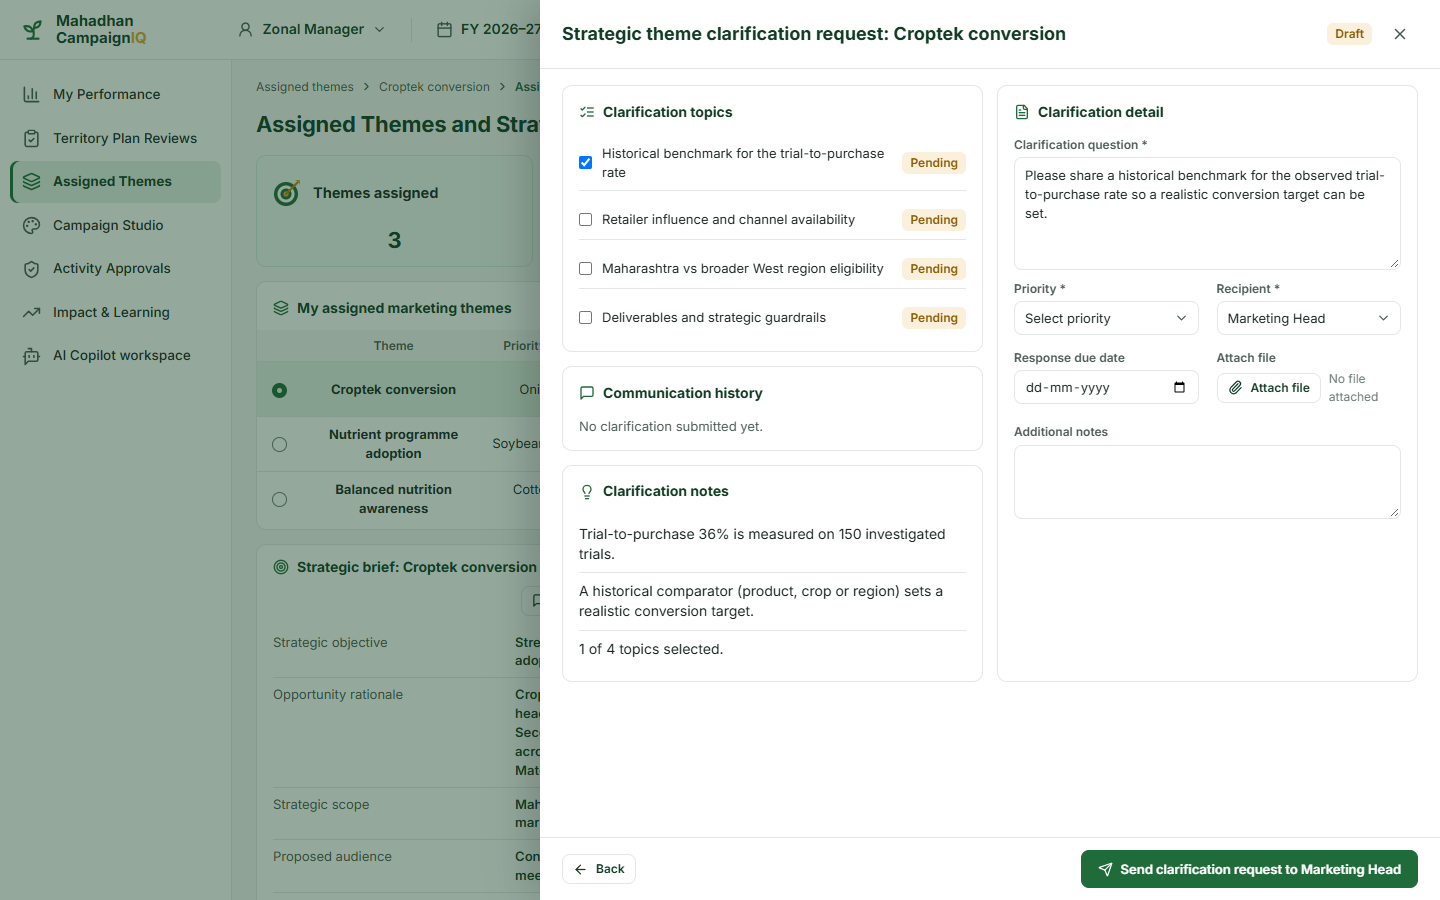 Mahadhan
CampaignIQ
Zonal Manager
FY 2026–27
My Performance
Territory Plan Reviews
Assigned Themes
Campaign Studio
Activity Approvals
Impact & Learning
AI Copilot workspace
Assigned themes > Croptek conversion >
Assigned Themes and
Themes assigned
3
My assigned marketing themes
Theme
Croptek conversion
Nutrient programme
adoption
Balanced nutrition
awareness
Strategic brief: Croptek conversion
Strategic objective
Opportunity rationale
Strategic scope
Proposed audience
Strategic theme clarification request: Croptek conversion
Draft
Clarification topics
Historical benchmark for the trial-to-purchase
rate
Pending
Retailer influence and channel availability
Pending
Maharashtra vs broader West region eligibility
Pending
Deliverables and strategic guardrails
Pending
Communication history
No clarification submitted yet.
Clarification notes
Trial-to-purchase 36% is measured on 150 investigated
trials.
A historical comparator (product, crop or region) sets a
realistic conversion target.
1 of 4 topics selected.
Clarification detail
Clarification question *
Please share a historical benchmark for the observed trial-
to-purchase rate so a realistic conversion target can be
set.
Priority *
Select priority
Recipient *
Marketing Head
Response due date
dd-mm-yyyy
Attach file
Attach file
No file
attached
Additional notes
Back
Send clarification request to Marketing Head